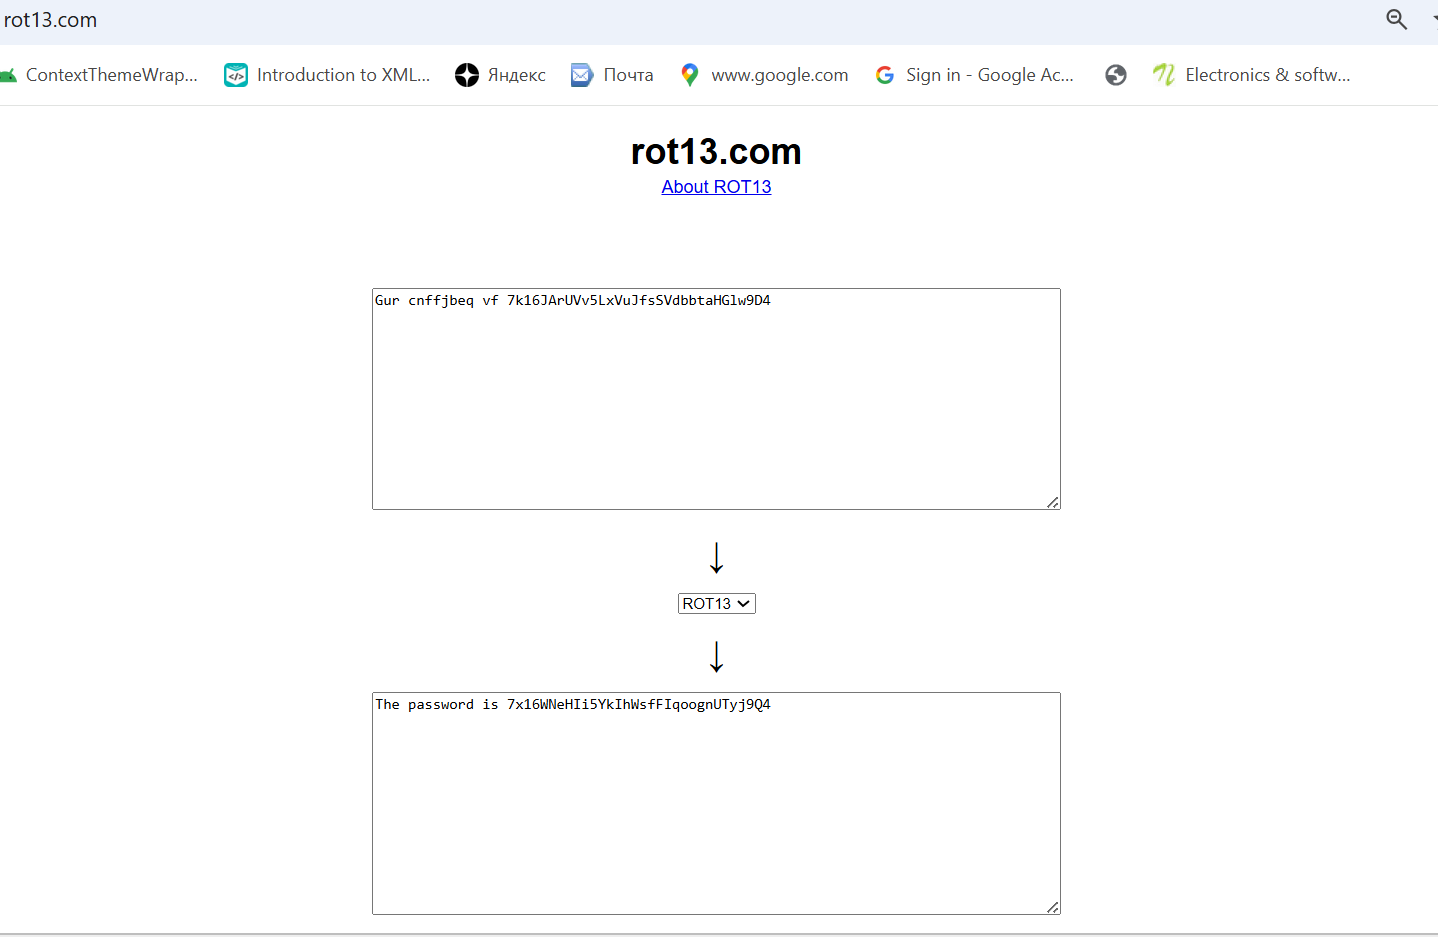 rot13.com
ContextThemeWrap... Introduction to XML... Яндекс Почта www.google.com Sign in - Google Ac... Electronics & softw...
rot13.com
About ROT13
Gur cnffjbeq vf 7k16JArUVv5LxVuJfsSVdbbtaHGlw9D4
ROT13
The password is 7x16WNeHIi5YkIhWsfFIqoognUTyj9Q4